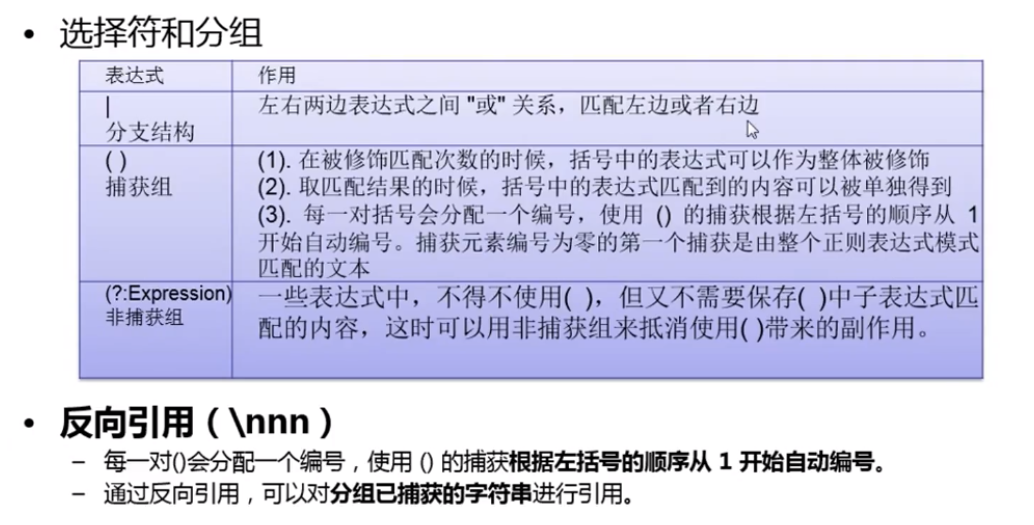 • 选择符和分组
表达式 作用
| 左右两边表达式之间 "或" 关系，匹配左边或者右边
分支结构
( ) (1). 在被修饰匹配次数的时候，括号中的表达式可以作为整体被修饰
捕获组 (2). 取匹配结果的时候，括号中的表达式匹配到的内容可以被单独得到
(3). 每一对括号会分配一个编号，使用 () 的捕获根据左括号的顺序从 1
开始自动编号。捕获元素编号为零的第一个捕获是由整个正则表达式模式
匹配的文本
(?:Expression) 一些表达式中，不得不使用( )，但又不需要保存( )中子表达式匹
非捕获组 配的内容，这时可以用非捕获组来抵消使用( )带来的副作用。
• 反向引用（\nnn）
– 每一对()会分配一个编号，使用 () 的捕获根据左括号的顺序从 1 开始自动编号。
– 通过反向引用，可以对分组已捕获的字符串进行引用。